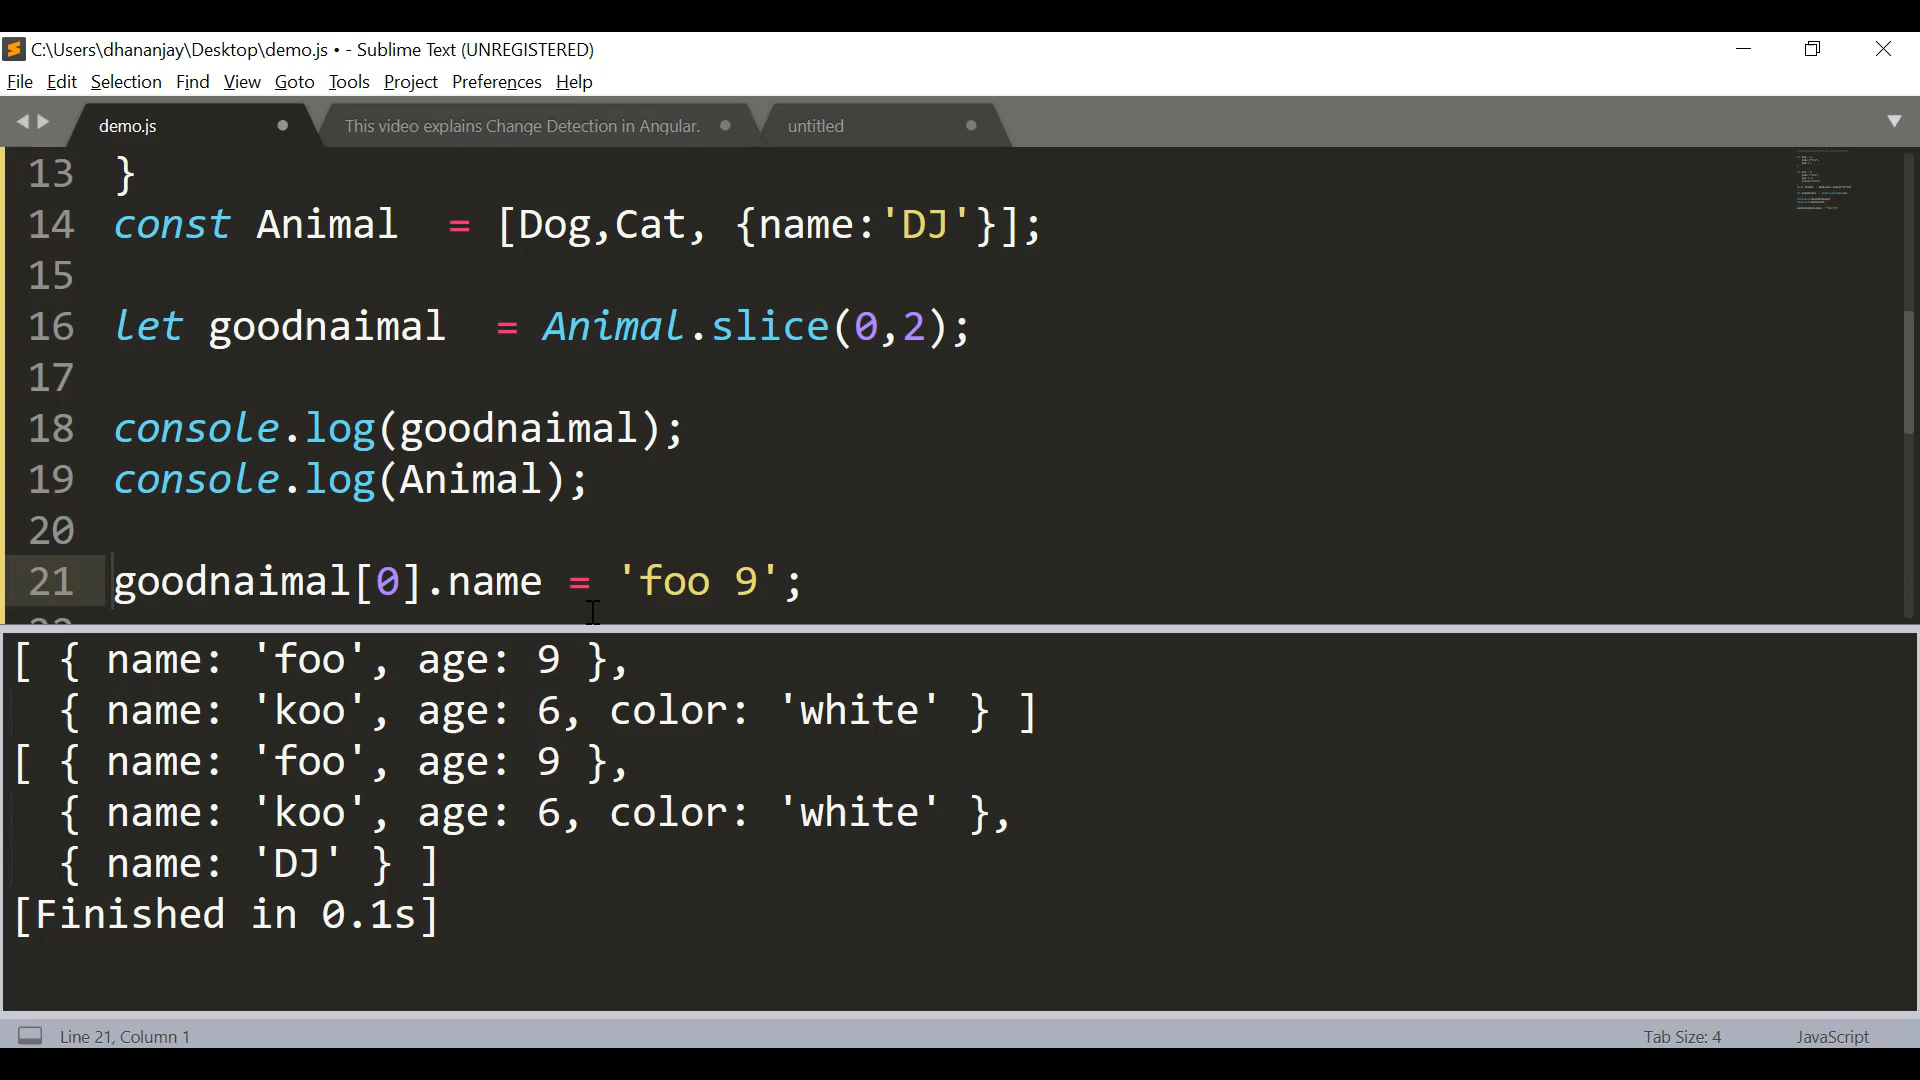 C:\Users\dhananjay\Desktop\demo.js • - Sublime Text (UNREGISTERED)
File Edit Selection Find View Goto Tools Project Preferences Help
demo.js This video explains Change Detection in Angular. untitled
13 }
14 const Animal  = [Dog,Cat, {name:'DJ'}];
15
16 let goodnaimal  = Animal.slice(0,2);
17
18 console.log(goodnaimal);
19 console.log(Animal);
20
21 goodnaimal[0].name = 'foo 9';
[ { name: 'foo', age: 9 },
  { name: 'koo', age: 6, color: 'white' } ]
[ { name: 'foo', age: 9 },
  { name: 'koo', age: 6, color: 'white' },
  { name: 'DJ' } ]
[Finished in 0.1s]
Line 21, Column 1 Tab Size: 4 JavaScript